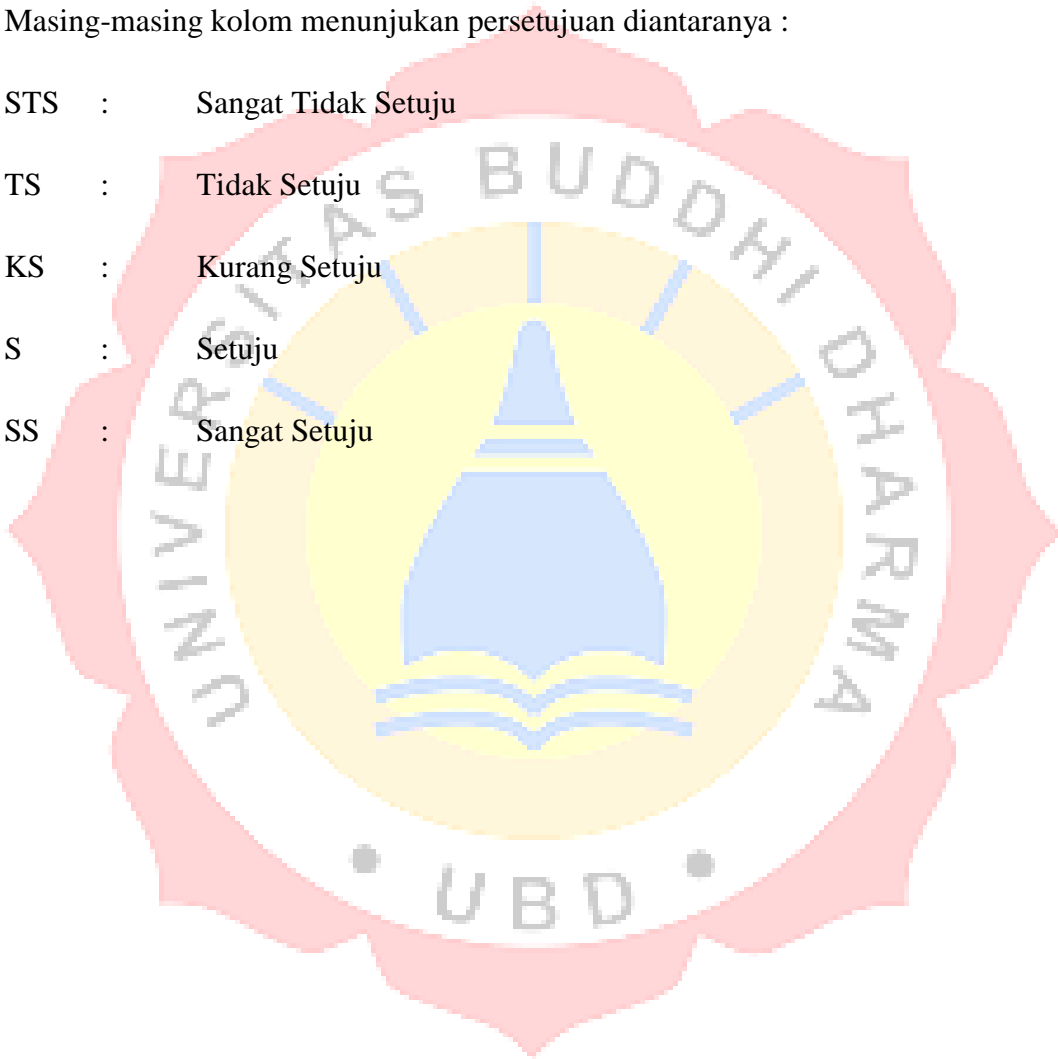 Masing-masing kolom menunjukan persetujuan diantaranya :
STS : Sangat Tidak Setuju
TS : Tidak Setuju
KS : Kurang Setuju
S : Setuju
SS : Sangat Setuju
UNIVERSITAS BUDDHI DHARMA
• UBD •